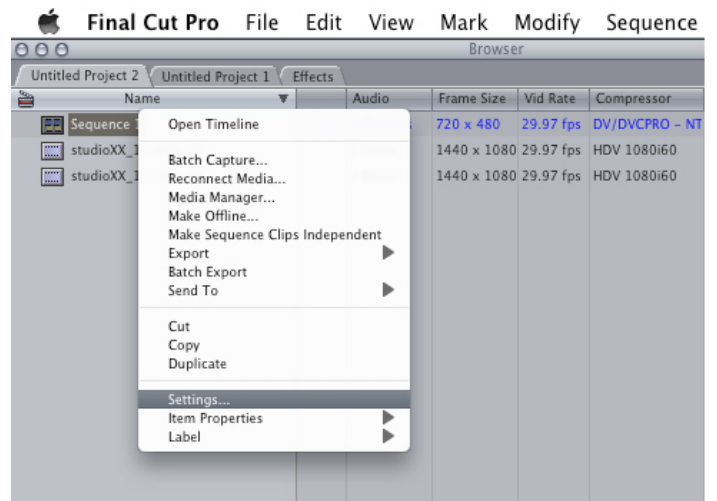 Final Cut Pro File Edit View Mark Modify Sequence
Browser
Untitled Project 2 Untitled Project 1 Effects
Name Audio Frame Size Vid Rate Compressor
Sequence 720 x 480 29.97 fps DV/DVCPRO – NT
studioXX_1 1440 x 1080 29.97 fps HDV 1080i60
studioXX_1 1440 x 1080 29.97 fps HDV 1080i60
Open Timeline
Batch Capture...
Reconnect Media...
Media Manager...
Make Offline...
Make Sequence Clips Independent
Export
Batch Export
Send To
Cut
Copy
Duplicate
Settings...
Item Properties
Label